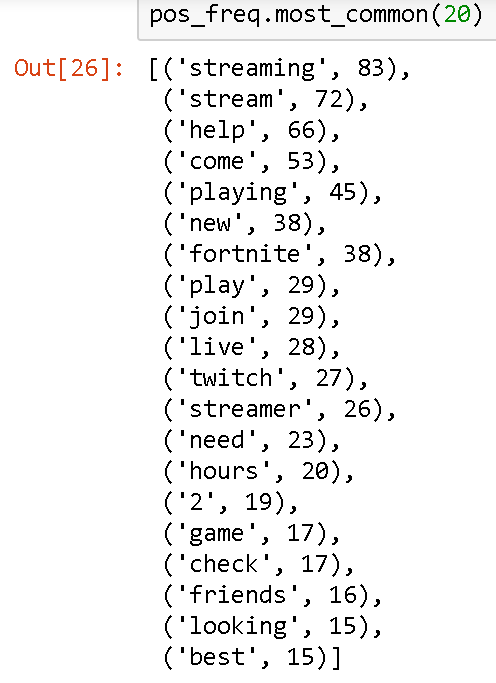 pos_freq.most_common(20)
Out[26]: [('streaming', 83),
('stream', 72),
('help', 66),
('come', 53),
('playing', 45),
('new', 38),
('fortnite', 38),
('play', 29),
('join', 29),
('live', 28),
('twitch', 27),
('streamer', 26),
('need', 23),
('hours', 20),
('2', 19),
('game', 17),
('check', 17),
('friends', 16),
('looking', 15),
('best', 15)]